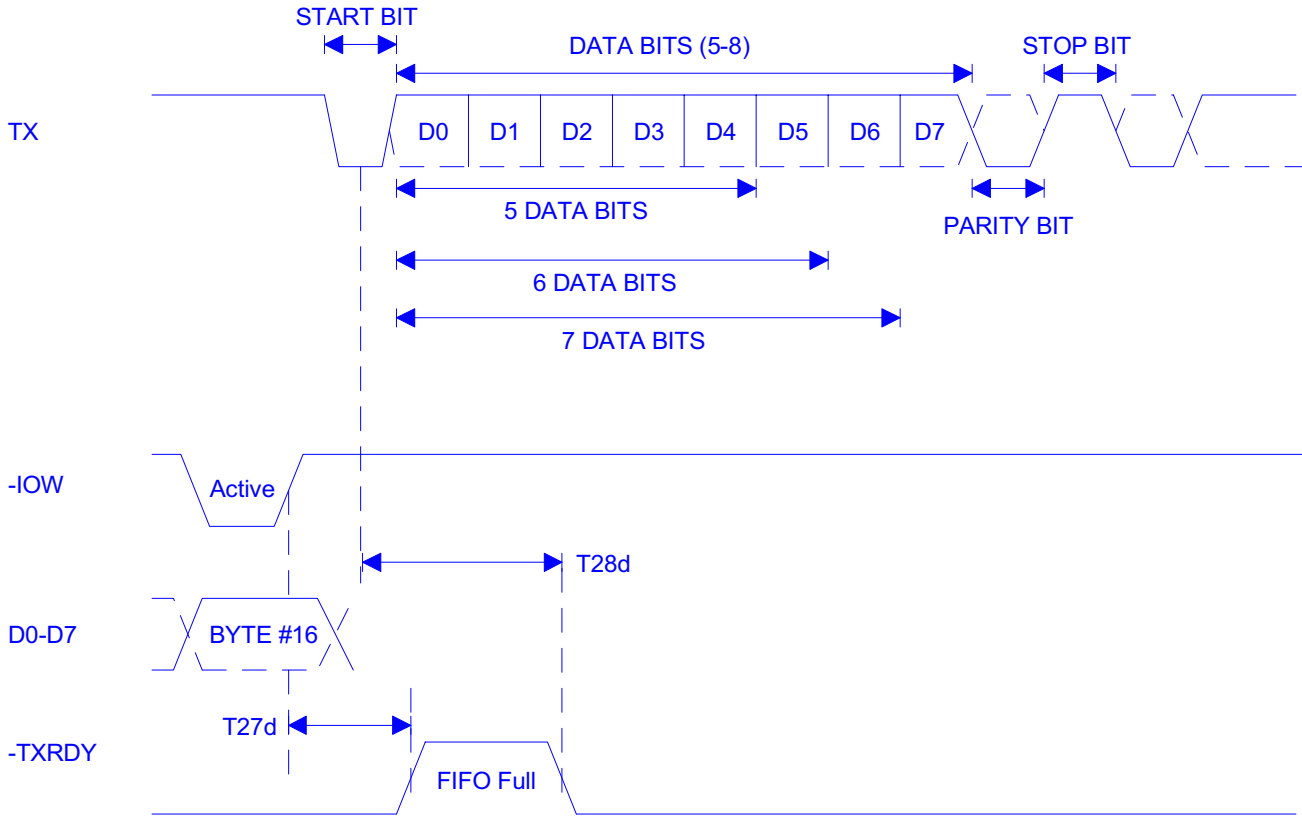 START BIT
DATA BITS (5-8)
STOP BIT
TX
D0 D1 D2 D3 D4 D5 D6 D7
5 DATA BITS
PARITY BIT
6 DATA BITS
7 DATA BITS
-IOW
Active
T28d
D0-D7
BYTE #16
T27d
-TXRDY
FIFO Full